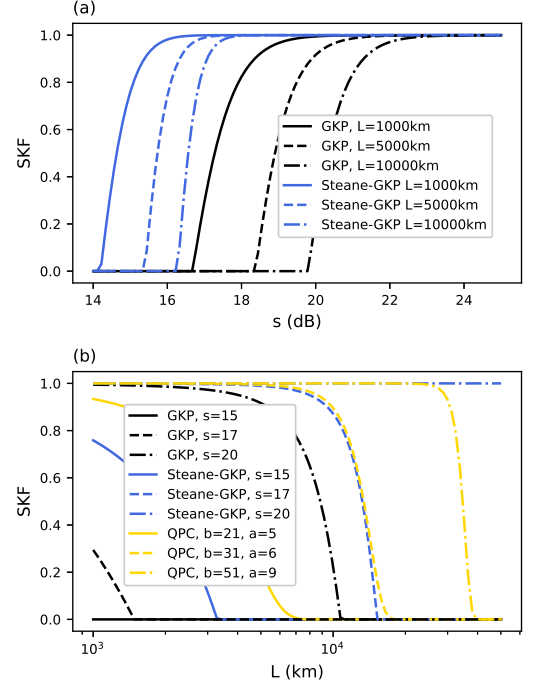 (a)
1.0
0.8
0.6
0.4
0.2
0.0
SKF
GKP, L=1000km
GKP, L=5000km
GKP, L=10000km
Steane-GKP L=1000km
Steane-GKP L=5000km
Steane-GKP L=10000km
14 16 18 20 22 24
s (dB)
(b)
1.0
0.8
0.6
0.4
0.2
0.0
SKF
GKP, s=15
GKP, s=17
GKP, s=20
Steane-GKP, s=15
Steane-GKP, s=17
Steane-GKP, s=20
QPC, b=21, a=5
QPC, b=31, a=6
QPC, b=51, a=9
10³ 10⁴
L (km)